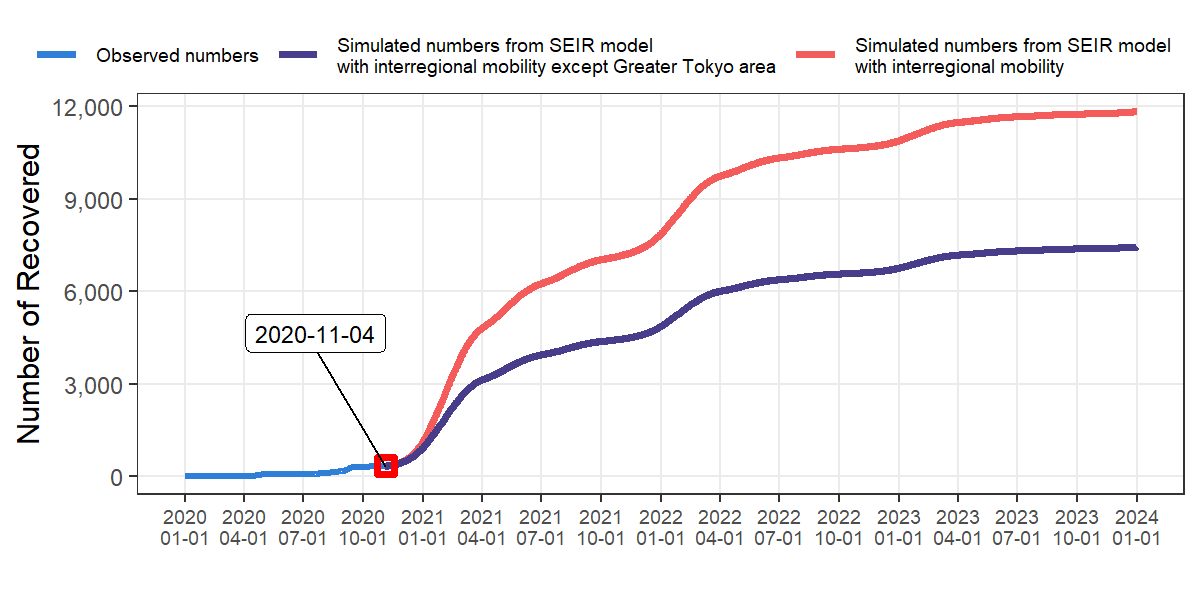 Observed numbers
Simulated numbers from SEIR model
with interregional mobility except Greater Tokyo area
Simulated numbers from SEIR model
with interregional mobility
Number of Recovered
12,000
9,000
6,000
3,000
0
2020-11-04
2020 2020 2020 2020 2021 2021 2021 2021 2022 2022 2022 2022 2023 2023 2023 2023 2024
01-01 04-01 07-01 10-01 01-01 04-01 07-01 10-01 01-01 04-01 07-01 10-01 01-01 04-01 07-01 10-01 01-01